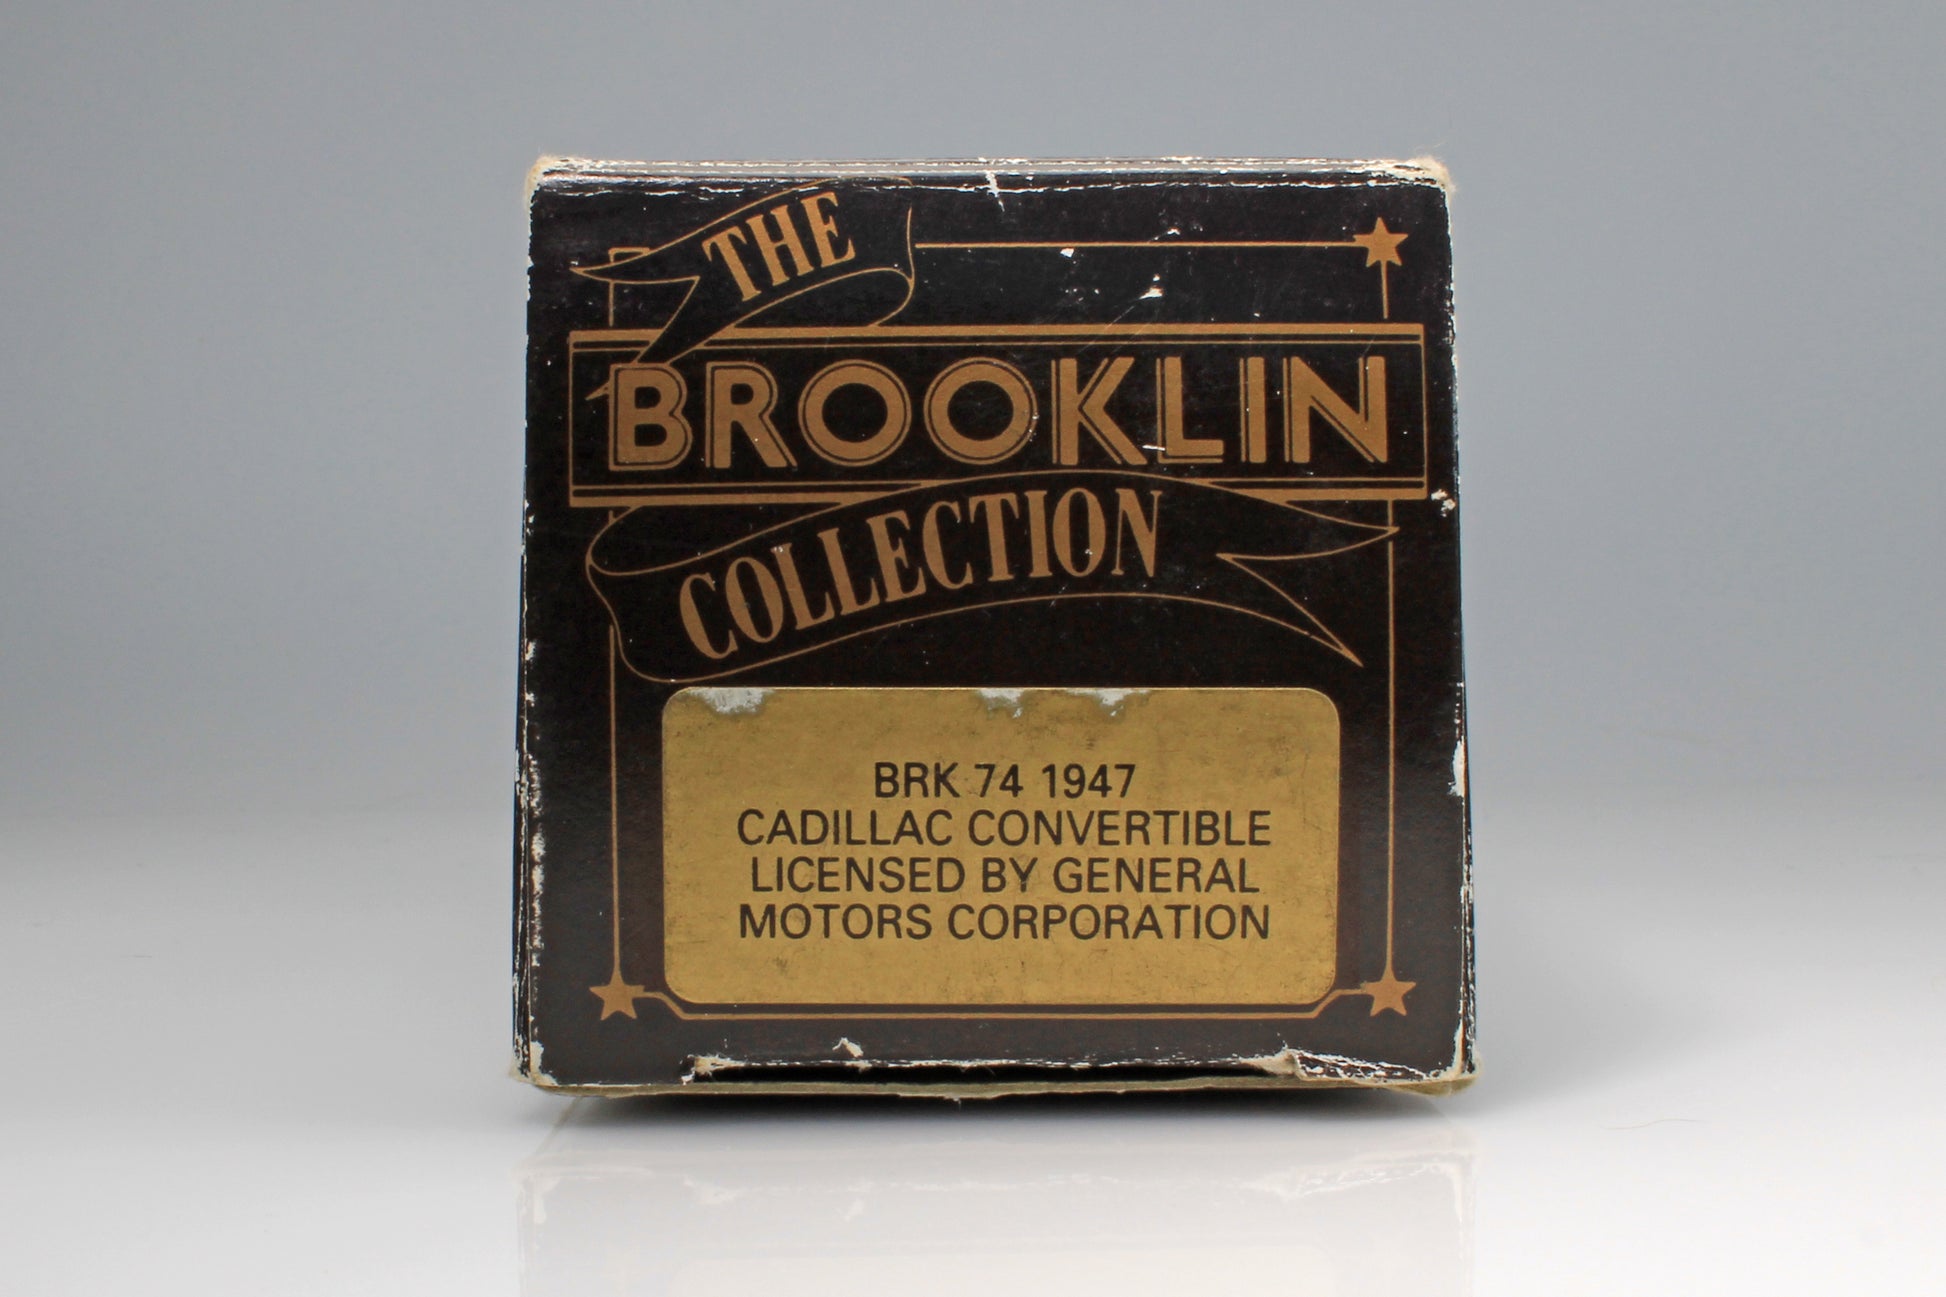 THE
BROOKLIN
COLLECTION
BRK 74 1947
CADILLAC CONVERTIBLE
LICENSED BY GENERAL
MOTORS CORPORATION